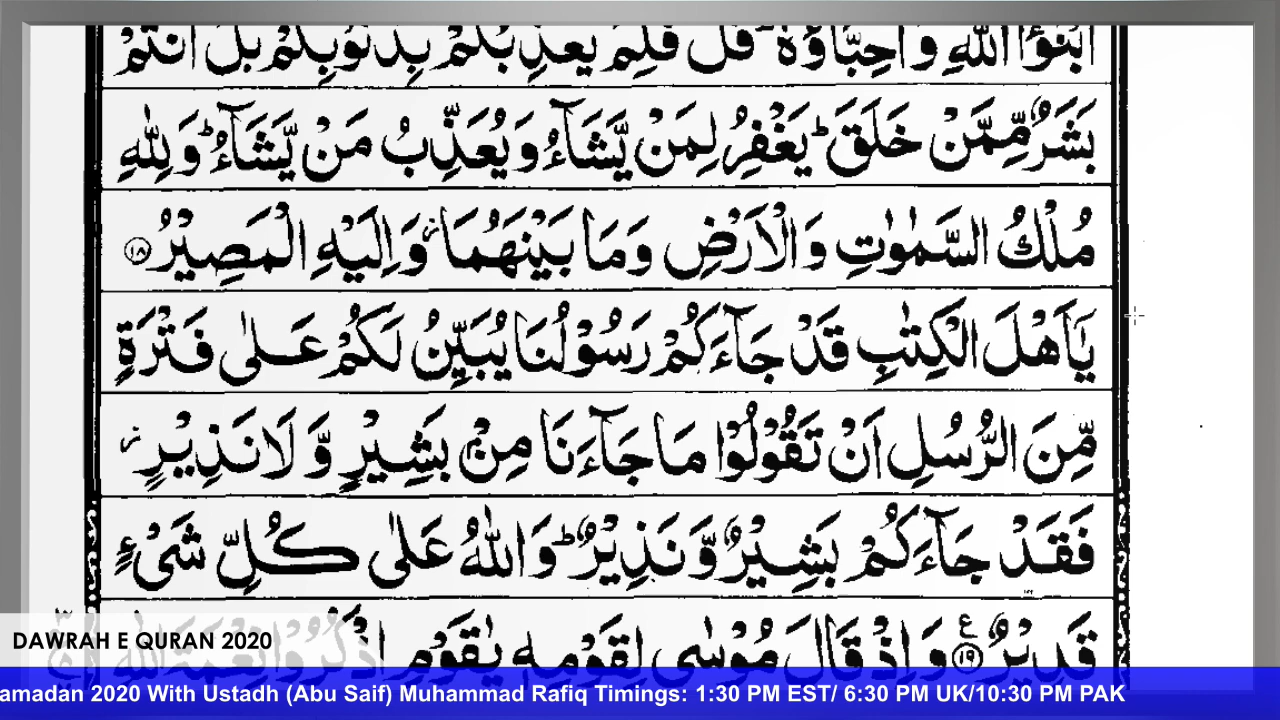 اَبْنٰٓؤُا اللّٰهِ وَاَحِبَّآؤُهٗ ؕ قُلْ فَلِمَ يُعَذِّبُكُمْ بِذُنُوْبِكُمْ بَلْ اَنْتُمْ
بَشَرٌ مِّمَّنْ خَلَقَ ؕ يَغْفِرُ لِمَنْ يَّشَآءُ وَيُعَذِّبُ مَنْ يَّشَآءُ ؕ وَلِلّٰهِ
مُلْكُ السَّمٰوٰتِ وَالْاَرْضِ وَمَا بَيْنَهُمَا ز وَاِلَيْهِ الْمَصِيْرُ ۱۸
يٰۤاَهْلَ الْكِتٰبِ قَدْ جَآءَكُمْ رَسُوْلُنَا يُبَيِّنُ لَكُمْ عَلٰى فَتْرَةٍ
مِّنَ الرُّسُلِ اَنْ تَقُوْلُوْا مَا جَآءَنَا مِنْۢ بَشِيْرٍ وَّ لَا نَذِيْرٍ ز
فَقَدْ جَآءَكُمْ بَشِيْرٌ وَّ نَذِيْرٌ ؕ وَاللّٰهُ عَلٰى كُلِّ شَىْءٍ
قَدِيْرٌ ۱۹ ع وَاِذْ قَالَ مُوْسٰى لِقَوْمِهٖ يٰقَوْمِ اذْكُرُوْا نِعْمَةَ اللّٰهِ
DAWRAH E QURAN 2020
amadan 2020 With Ustadh (Abu Saif) Muhammad Rafiq Timings: 1:30 PM EST/ 6:30 PM UK/10:30 PM PAK